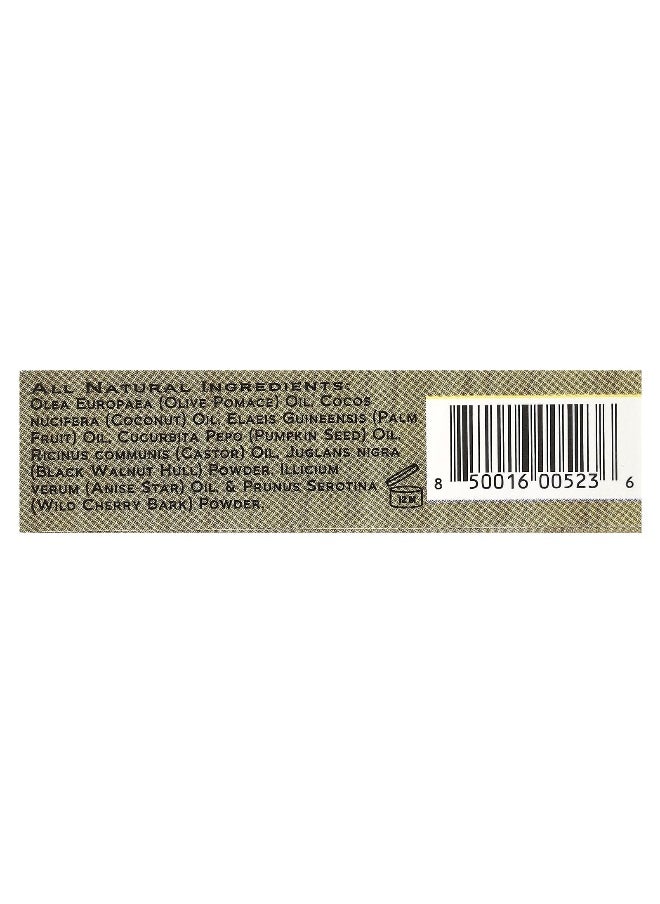 All Natural Ingredients:
Olea Europaea (Olive Pomace) Oil, Cocos
nucifera (Coconut) Oil, Elaeis Guineensis (Palm
Fruit) Oil, Cucurbita Pepo (Pumpkin Seed) Oil,
Ricinus communis (Castor) Oil, Juglans nigra
(Black Walnut Hull) Powder, Illicium
verum (Anise Star) Oil, & Prunus Serotina
(Wild Cherry Bark) Powder.
12 M
8 50016 00523 6